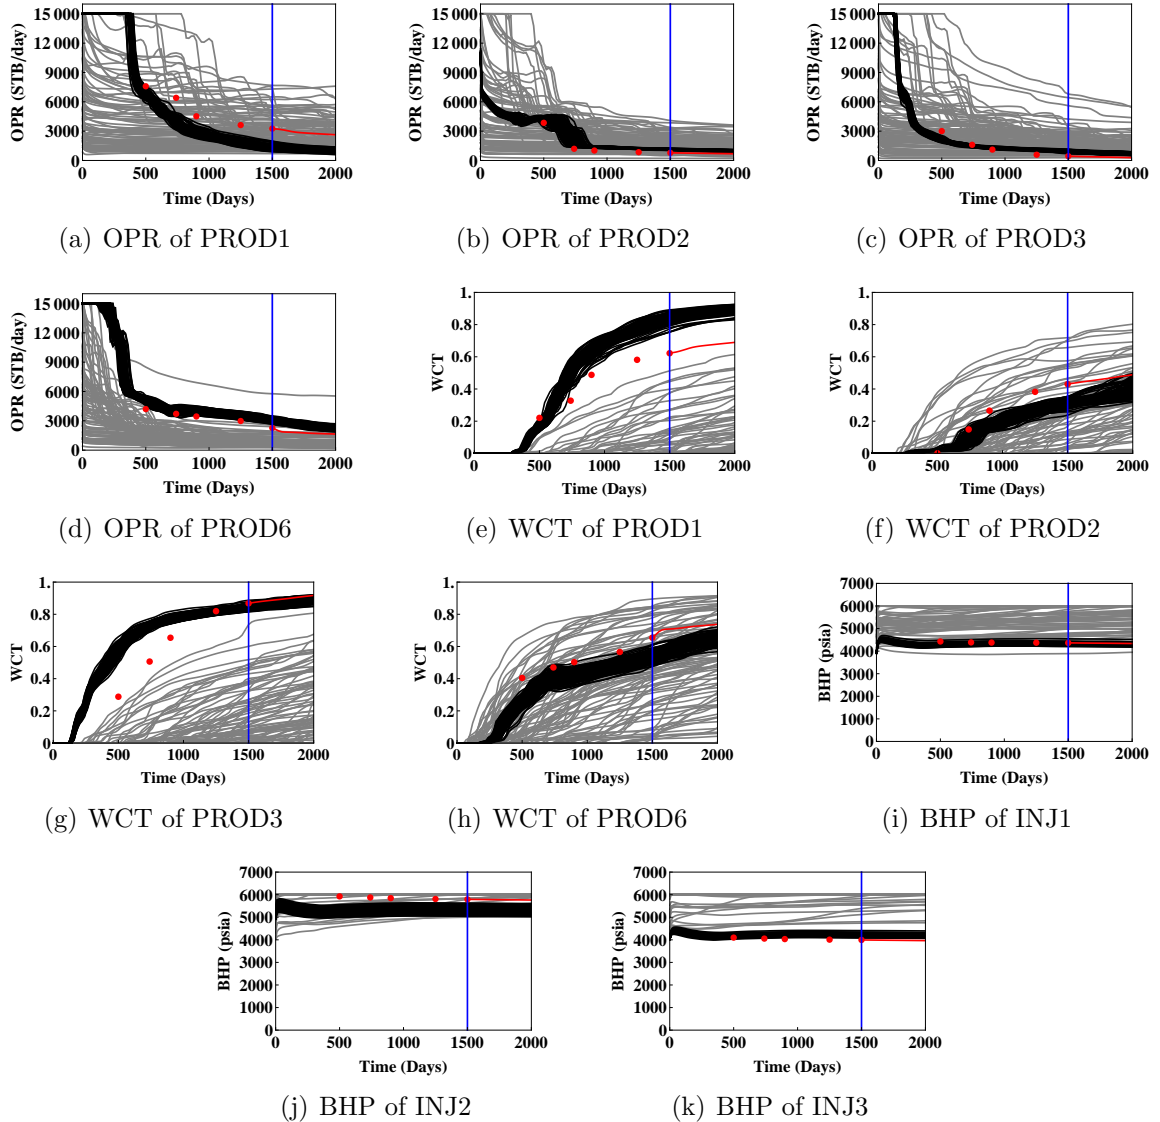 15 000
12 000
9000
6000
3000
0
OPR (STB/day)
0 500 1000 1500 2000
Time (Days)
(a) OPR of PROD1
15 000
12 000
9000
6000
3000
0
OPR (STB/day)
0 500 1000 1500 2000
Time (Days)
(b) OPR of PROD2
15 000
12 000
9000
6000
3000
0
OPR (STB/day)
0 500 1000 1500 2000
Time (Days)
(c) OPR of PROD3
15 000
12 000
9000
6000
3000
0
OPR (STB/day)
0 500 1000 1500 2000
Time (Days)
(d) OPR of PROD6
1.
0.8
0.6
0.4
0.2
0
WCT
0 500 1000 1500 2000
Time (Days)
(e) WCT of PROD1
1.
0.8
0.6
0.4
0.2
0
WCT
0 500 1000 1500 2000
Time (Days)
(f) WCT of PROD2
1.
0.8
0.6
0.4
0.2
0
WCT
0 500 1000 1500 2000
Time (Days)
(g) WCT of PROD3
1.
0.8
0.6
0.4
0.2
0
WCT
0 500 1000 1500 2000
Time (Days)
(h) WCT of PROD6
7000
6000
5000
4000
3000
2000
1000
0
BHP (psia)
0 500 1000 1500 2000
Time (Days)
(i) BHP of INJ1
7000
6000
5000
4000
3000
2000
1000
0
BHP (psia)
0 500 1000 1500 2000
Time (Days)
(j) BHP of INJ2
7000
6000
5000
4000
3000
2000
1000
0
BHP (psia)
0 500 1000 1500 2000
Time (Days)
(k) BHP of INJ3